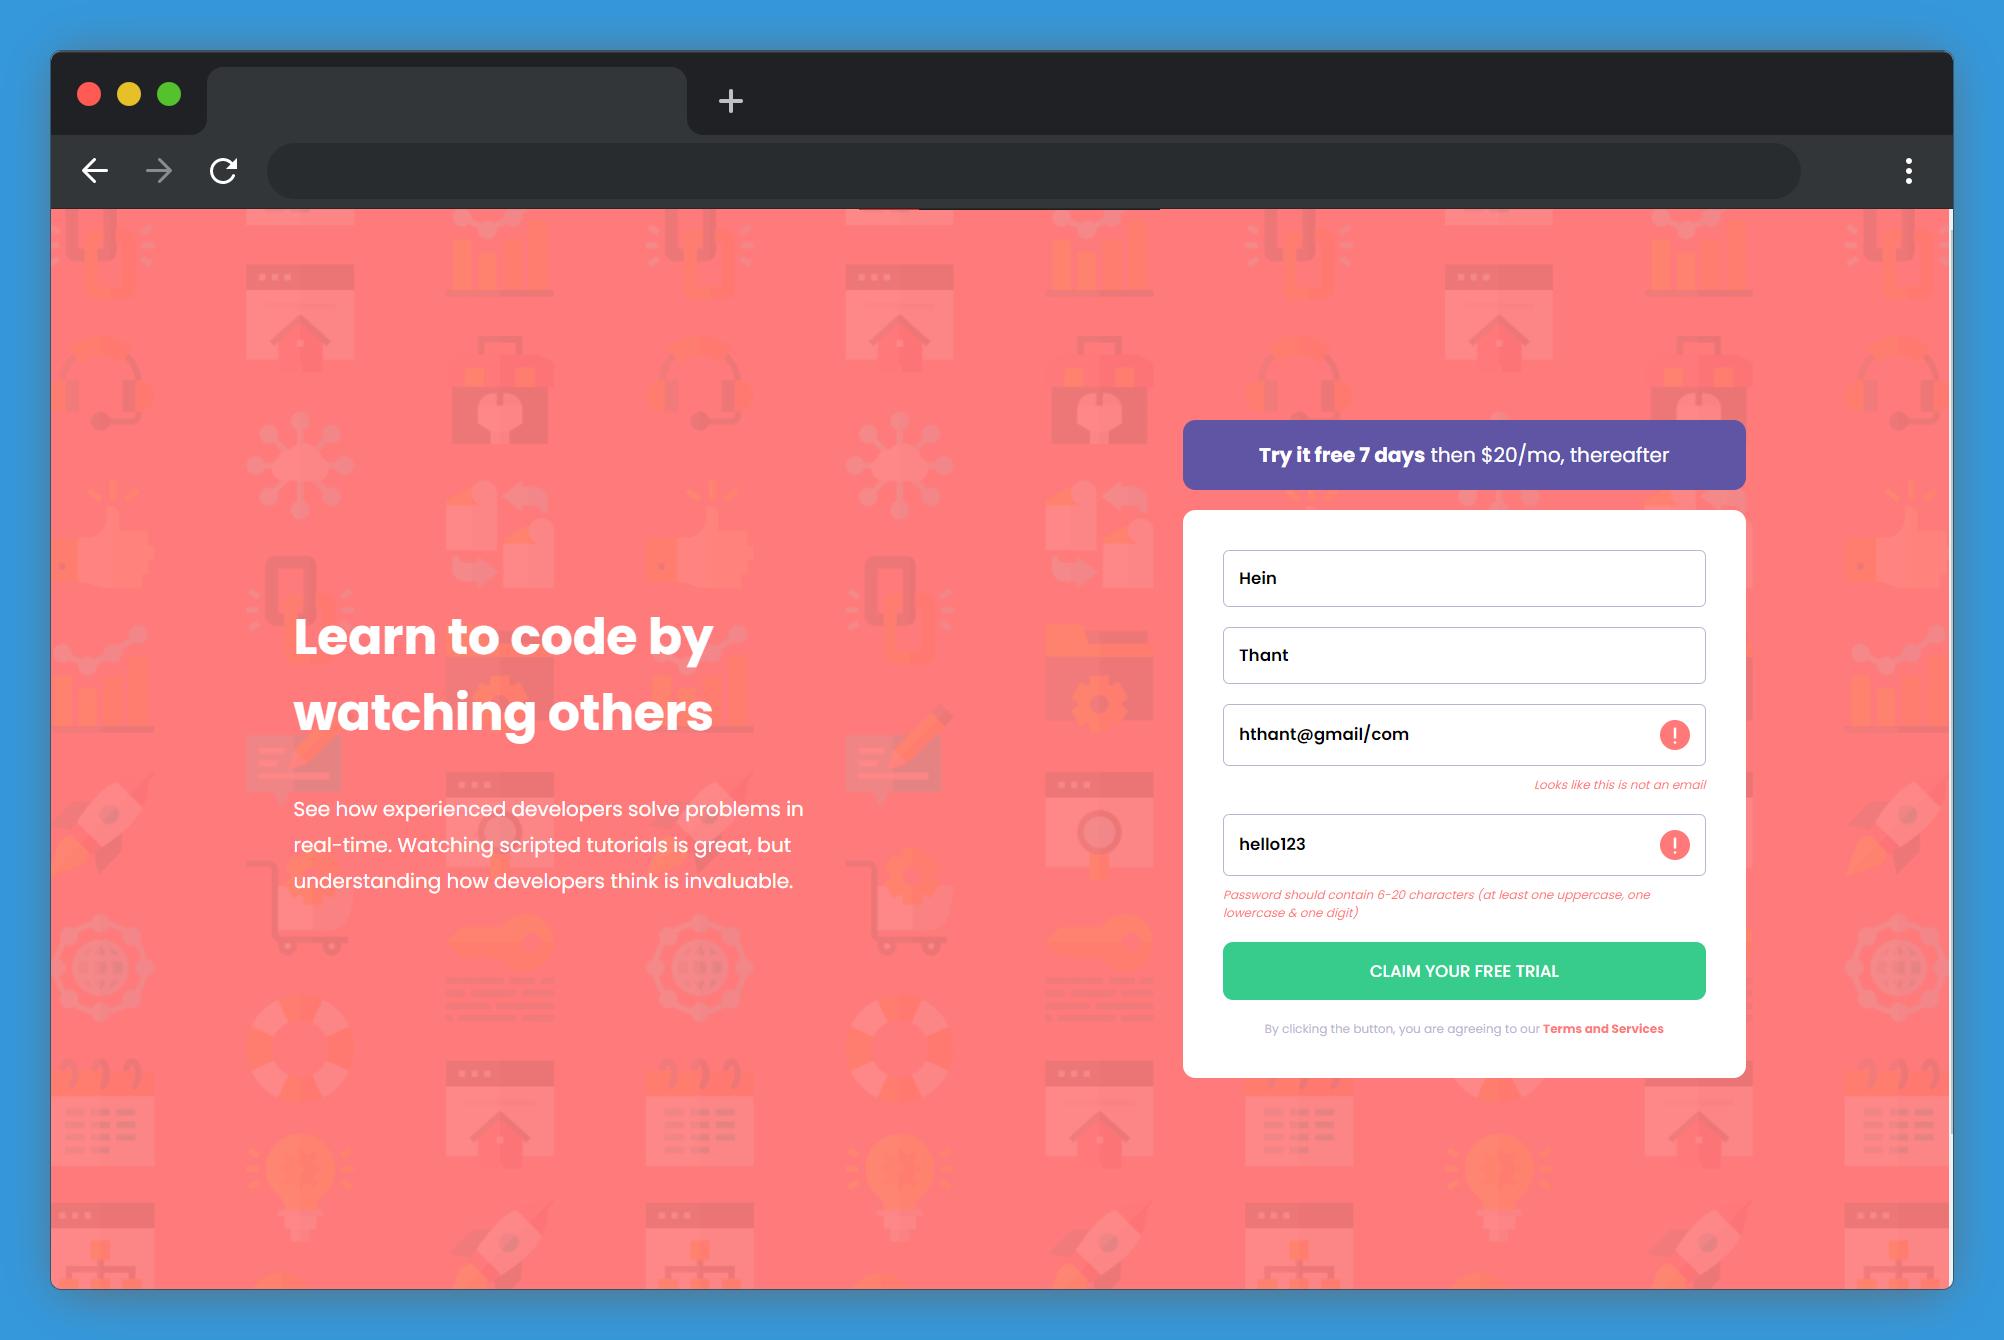 Learn to code by
watching others
See how experienced developers solve problems in
real-time. Watching scripted tutorials is great, but
understanding how developers think is invaluable.
Try it free 7 days then $20/mo, thereafter
Hein
Thant
hthant@gmail/com
Looks like this is not an email
hello123
Password should contain 6-20 characters (at least one uppercase, one
lowercase & one digit)
CLAIM YOUR FREE TRIAL
By clicking the button, you are agreeing to our Terms and Services